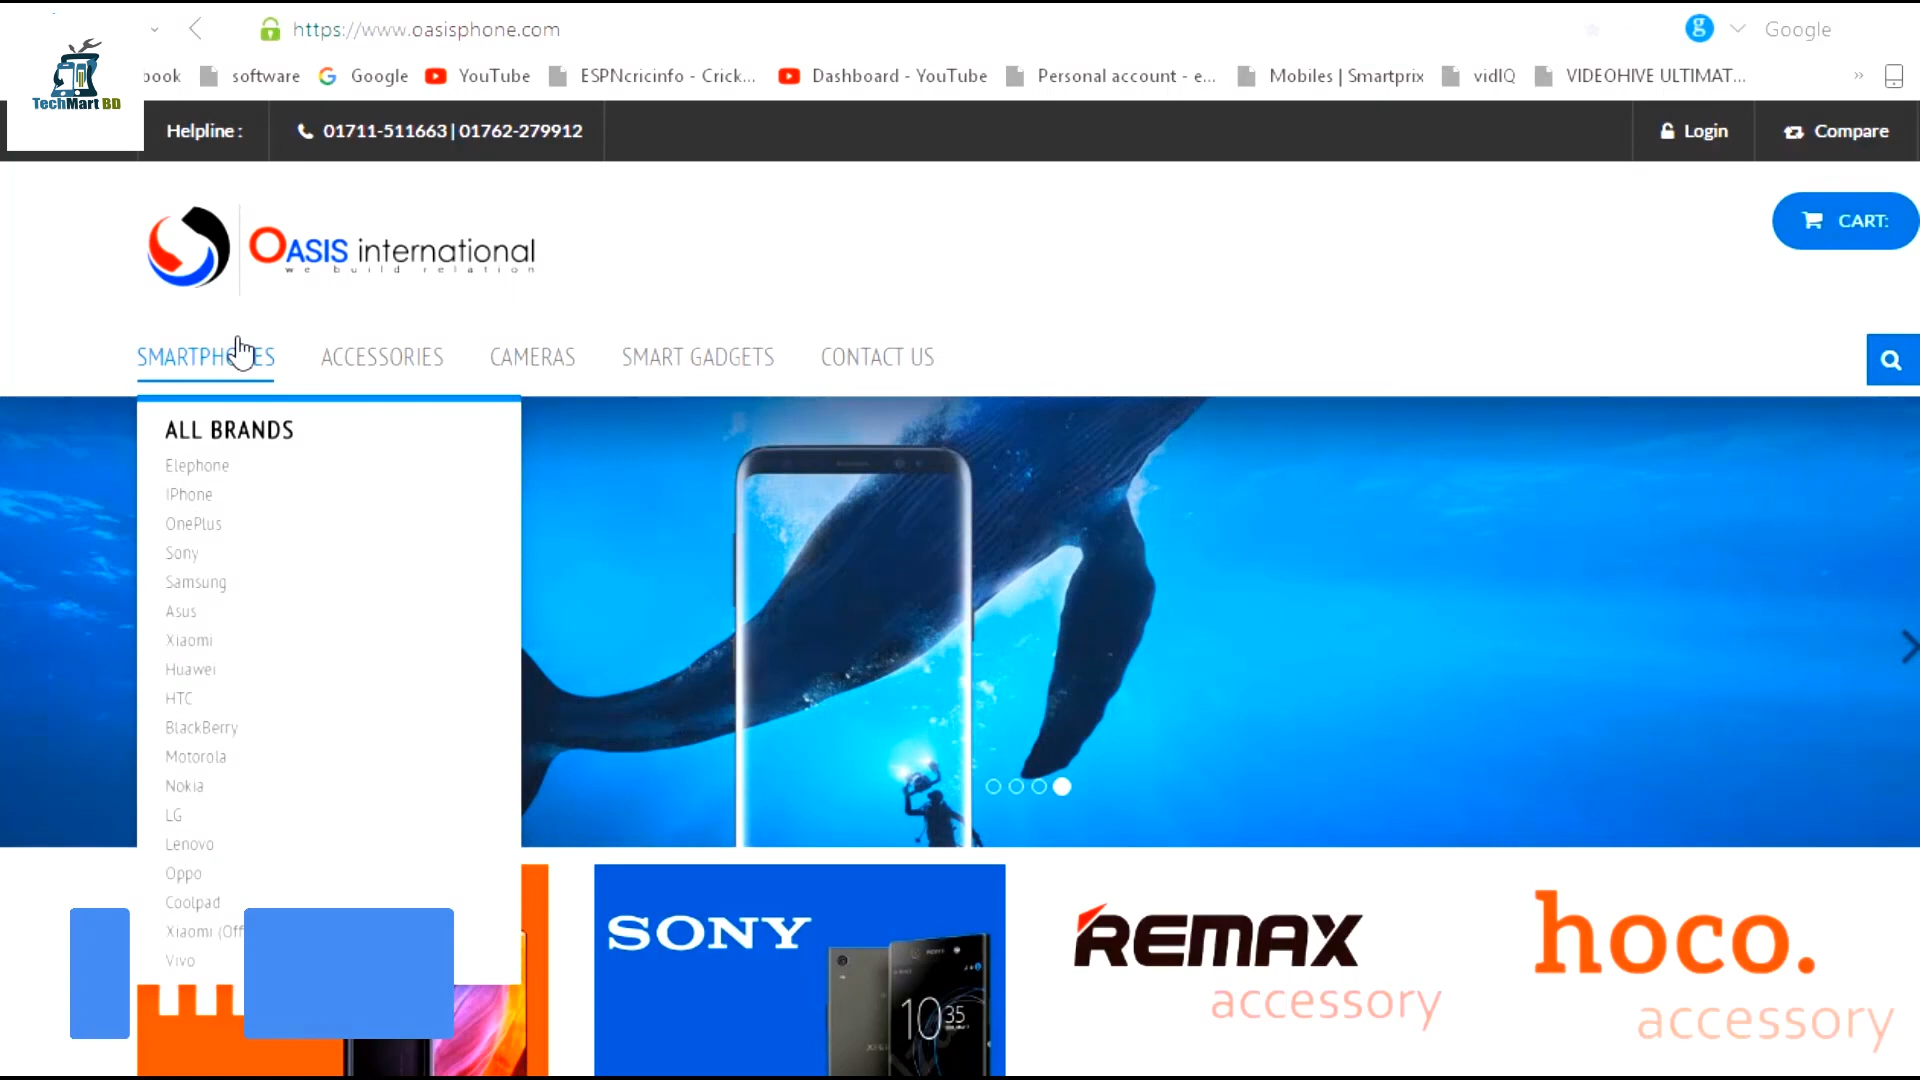 https://www.oasisphone.com
Google
TechMart BD
book
software
Google
YouTube
ESPNcricinfo - Crick...
Dashboard - YouTube
Personal account - e...
Mobiles | Smartprix
vidIQ
VIDEOHIVE ULTIMAT...
Helpline :
01711-511663 | 01762-279912
Login
Compare
OASIS international
we build relation
CART:
SMARTPHONES
ACCESSORIES
CAMERAS
SMART GADGETS
CONTACT US
ALL BRANDS
Elephone
IPhone
OnePlus
Sony
Samsung
Asus
Xiaomi
Huawei
HTC
BlackBerry
Motorola
Nokia
LG
Lenovo
Oppo
Coolpad
Xiaomi (Off
Vivo
SONY
10 35
REMAX
accessory
hoco.
accessory